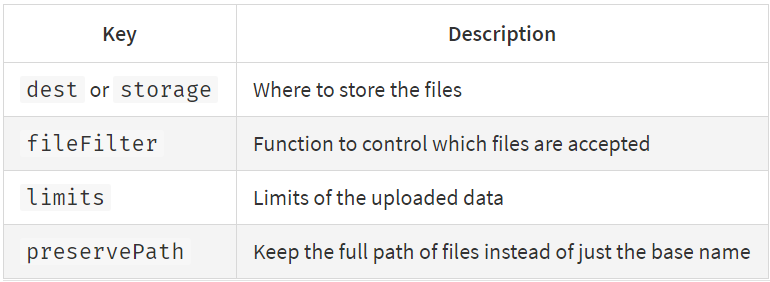 Key Description
dest or storage Where to store the files
fileFilter Function to control which files are accepted
limits Limits of the uploaded data
preservePath Keep the full path of files instead of just the base name